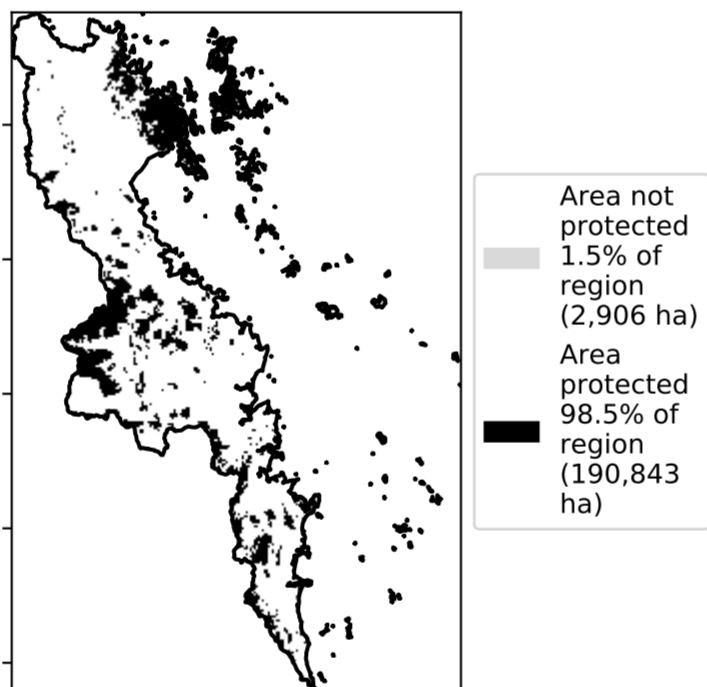 Area not
protected
1.5% of
region
(2,906 ha)
Area
protected
98.5% of
region
(190,843
ha)